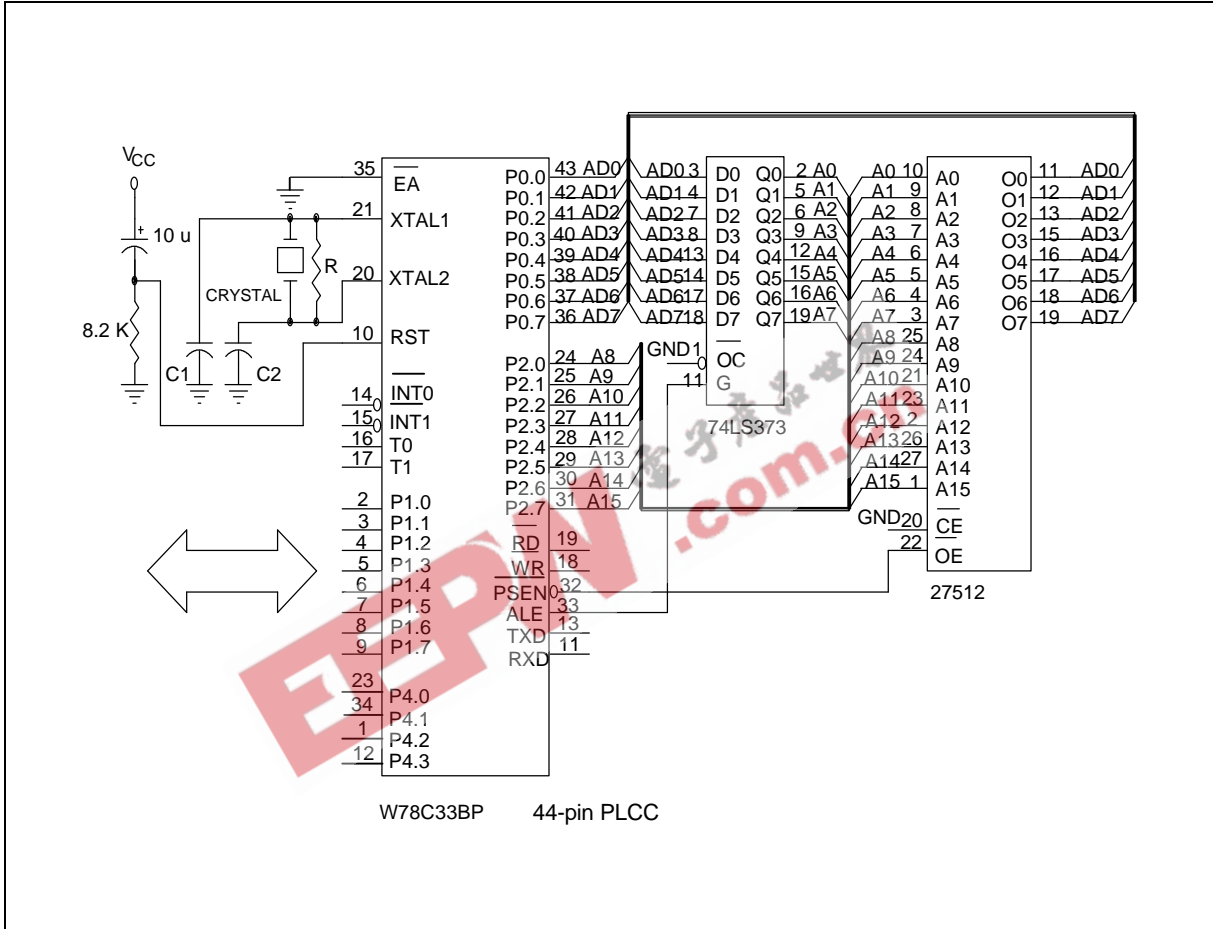 VCC
+
10 u
8.2 K
C1
C2
CRYSTAL
R
35 EA
21 XTAL1
20 XTAL2
10 RST
14 INT0
15 INT1
16 T0
17 T1
2 P1.0
3 P1.1
4 P1.2
5 P1.3
6 P1.4
7 P1.5
8 P1.6
9 P1.7
23 P4.0
34 P4.1
1 P4.2
12 P4.3
P0.0 43 AD0
P0.1 42 AD1
P0.2 41 AD2
P0.3 40 AD3
P0.4 39 AD4
P0.5 38 AD5
P0.6 37 AD6
P0.7 36 AD7
P2.0 24 A8
P2.1 25 A9
P2.2 26 A10
P2.3 27 A11
P2.4 28 A12
P2.5 29 A13
P2.6 30 A14
P2.7 31 A15
RD 19
WR 18
PSEN 32
ALE 33
TXD 13
RXD 11
W78C33BP 44-pin PLCC
AD0 3 D0 Q0 2 A0
AD1 4 D1 Q1 5 A1
AD2 7 D2 Q2 6 A2
AD3 8 D3 Q3 9 A3
AD4 13 D4 Q4 12 A4
AD5 14 D5 Q5 15 A5
AD6 17 D6 Q6 16 A6
AD7 18 D7 Q7 19 A7
GND 1 OC
11 G
74LS373
A0 10 A0
A1 9 A1
A2 8 A2
A3 7 A3
A4 6 A4
A5 5 A5
A6 4 A6
A7 3 A7
A8 25 A8
A9 24 A9
A10 21 A10
A11 23 A11
A12 2 A12
A13 26 A13
A14 27 A14
A15 1 A15
GND 20 CE
22 OE
O0 11 AD0
O1 12 AD1
O2 13 AD2
O3 15 AD3
O4 16 AD4
O5 17 AD5
O6 18 AD6
O7 19 AD7
27512
EEPW.com.cn
電子產品世界